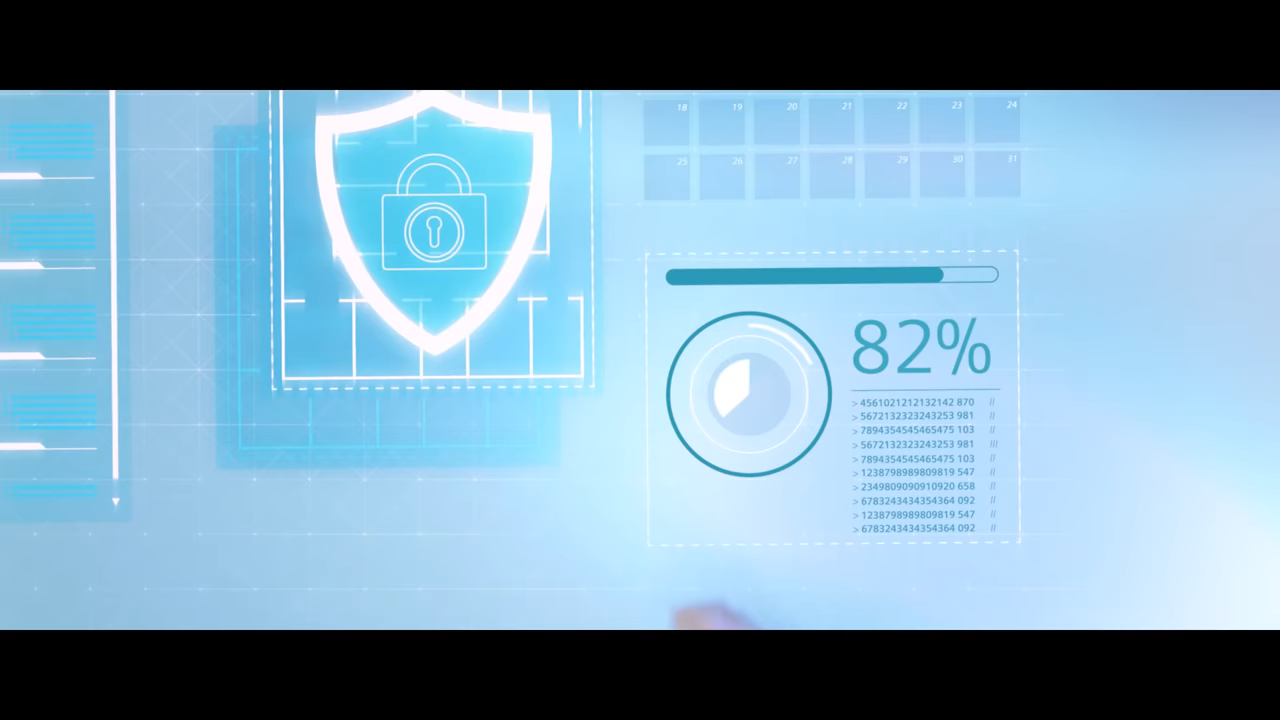 18 19 20 21 22 23 24
25 26 27 28 29 30 31
82%
> 4561021212132142 870 //
> 5672132323243253 981 //
> 7894354545465475 103 //
> 5672132323243253 981 ///
> 7894354545465475 103 //
> 1238798989809819 547 //
> 2349809090910920 658 //
> 6783243434354364 092 //
> 1238798989809819 547 //
> 6783243434354364 092 //